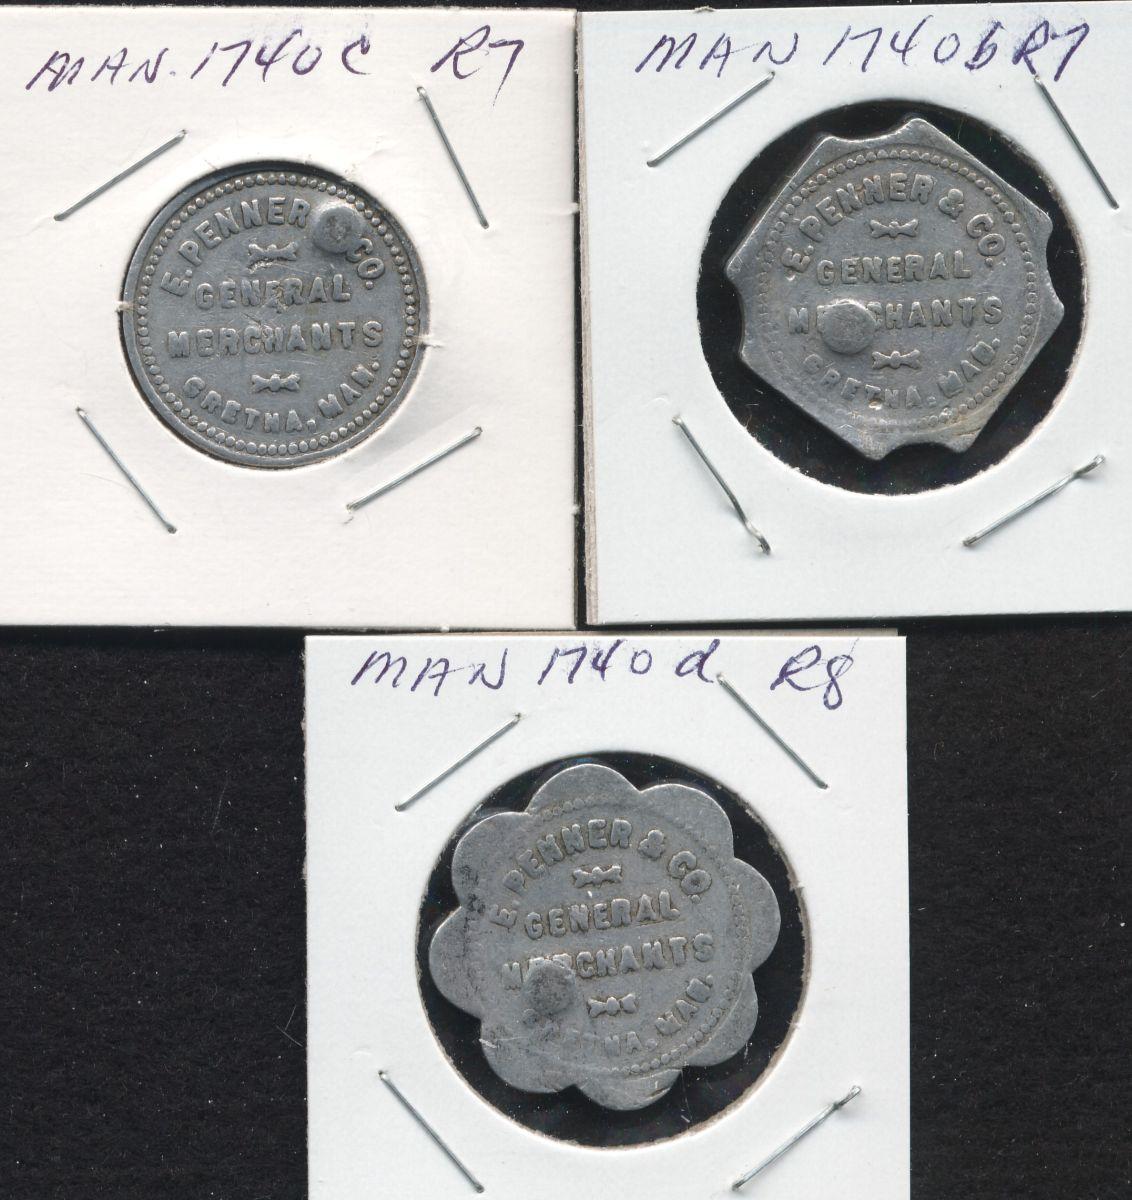 MAN. 1740c R7
E. PENNER CO.
GENERAL
MERCHANTS
GRETNA, MAN.
MAN 1740b R7
E. PENNER & CO.
GENERAL
GRETNA, MAN.
MAN 1740d R8
E. PENNER & CO.
GENERAL
MERCHANTS
MAN.